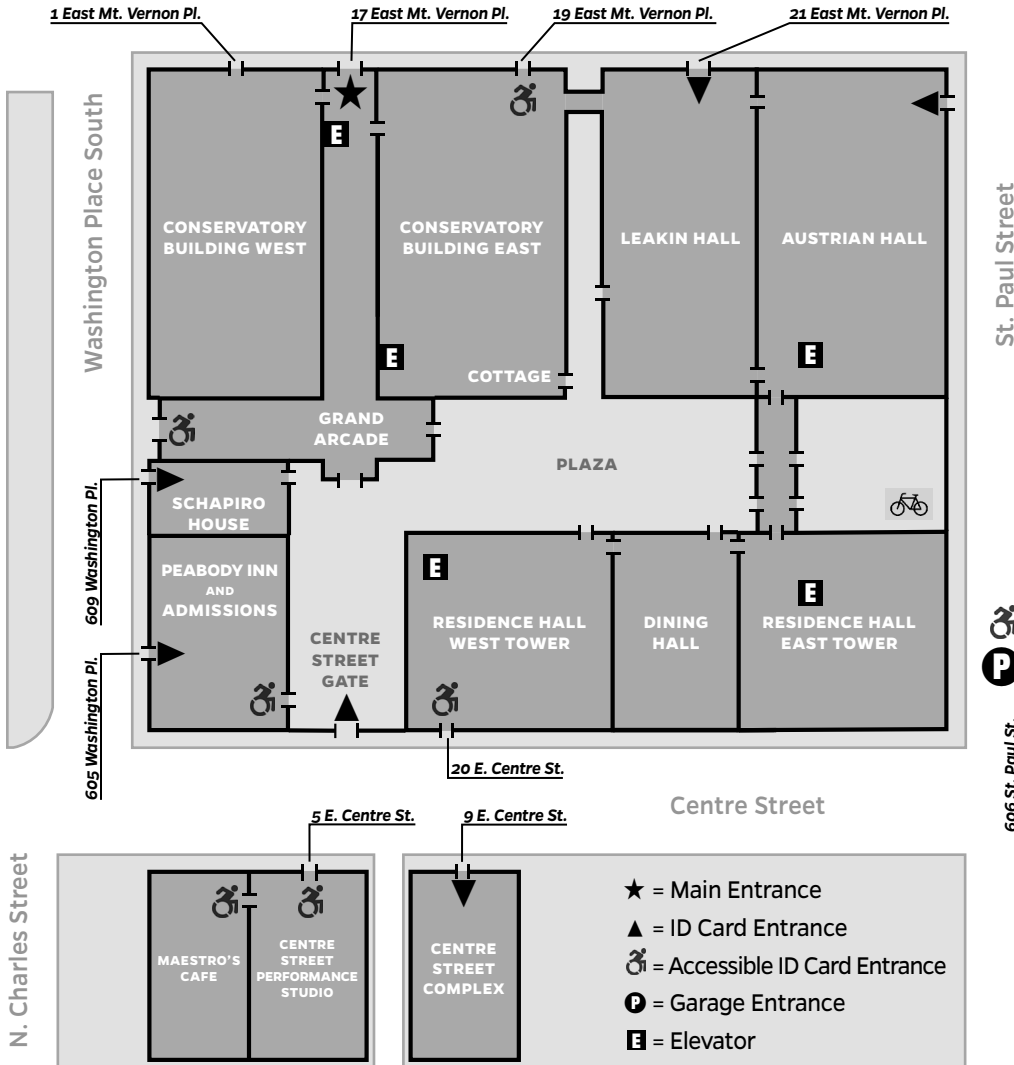 1 East Mt. Vernon Pl.
17 East Mt. Vernon Pl.
19 East Mt. Vernon Pl.
21 East Mt. Vernon Pl.
Washington Place South
St. Paul Street
E
CONSERVATORY
BUILDING WEST
CONSERVATORY
BUILDING EAST
LEAKIN HALL
AUSTRIAN HALL
E
E
COTTAGE
GRAND
ARCADE
PLAZA
609 Washington Pl.
SCHAPIRO
HOUSE
PEABODY INN
AND
ADMISSIONS
605 Washington Pl.
CENTRE
STREET
GATE
E
RESIDENCE HALL
WEST TOWER
DINING
HALL
E
RESIDENCE HALL
EAST TOWER
P
606 St. Paul St.
20 E. Centre St.
Centre Street
5 E. Centre St.
9 E. Centre St.
N. Charles Street
MAESTRO'S
CAFE
CENTRE
STREET
PERFORMANCE
STUDIO
CENTRE
STREET
COMPLEX
★ = Main Entrance
▲ = ID Card Entrance
= Accessible ID Card Entrance
P = Garage Entrance
E = Elevator